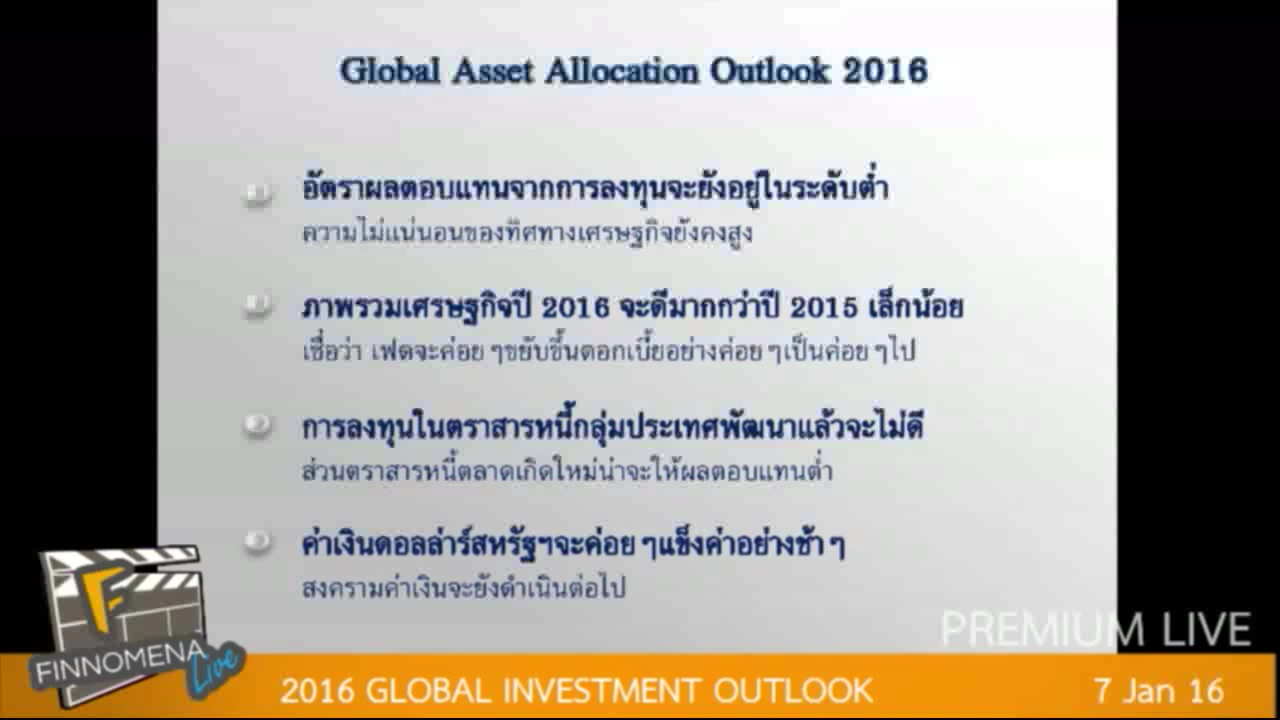 Global Asset Allocation Outlook 2016
อัตราผลตอบแทนจากการลงทุนจะยังอยู่ในระดับต่ำ
ความไม่แน่นอนของทิศทางเศรษฐกิจยังคงสูง
ภาพรวมเศรษฐกิจปี 2016 จะดีมากกว่าปี 2015 เล็กน้อย
เชื่อว่า เฟดจะค่อย ๆขยับขึ้นดอกเบี้ยอย่างค่อย ๆเป็นค่อย ๆไป
การลงทุนในตราสารหนี้กลุ่มประเทศพัฒนาแล้วจะไม่ดี
ส่วนตราสารหนี้ตลาดเกิดใหม่น่าจะให้ผลตอบแทนต่ำ
ค่าเงินดอลล่าร์สหรัฐฯจะค่อย ๆแข็งค่าอย่างช้า ๆ
สงครามค่าเงินจะยังดำเนินต่อไป
PREMIUM LIVE
F
FINNOMENA
Live
2016 GLOBAL INVESTMENT OUTLOOK
7 Jan 16